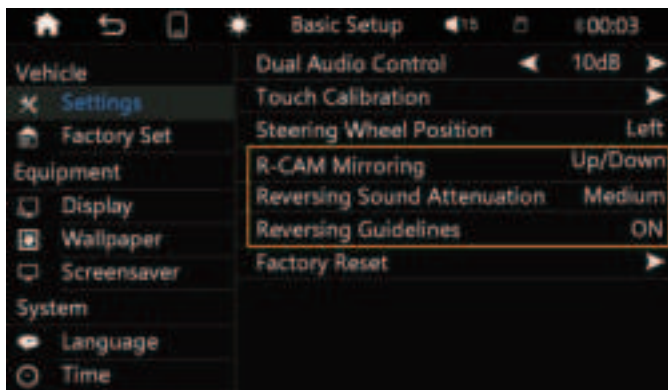 Basic Setup 15 00:03
Vehicle
Settings
Factory Set
Equipment
Display
Wallpaper
Screensaver
System
Language
Time
Dual Audio Control 10dB
Touch Calibration
Steering Wheel Position Left
R-CAM Mirroring Up/Down
Reversing Sound Attenuation Medium
Reversing Guidelines ON
Factory Reset